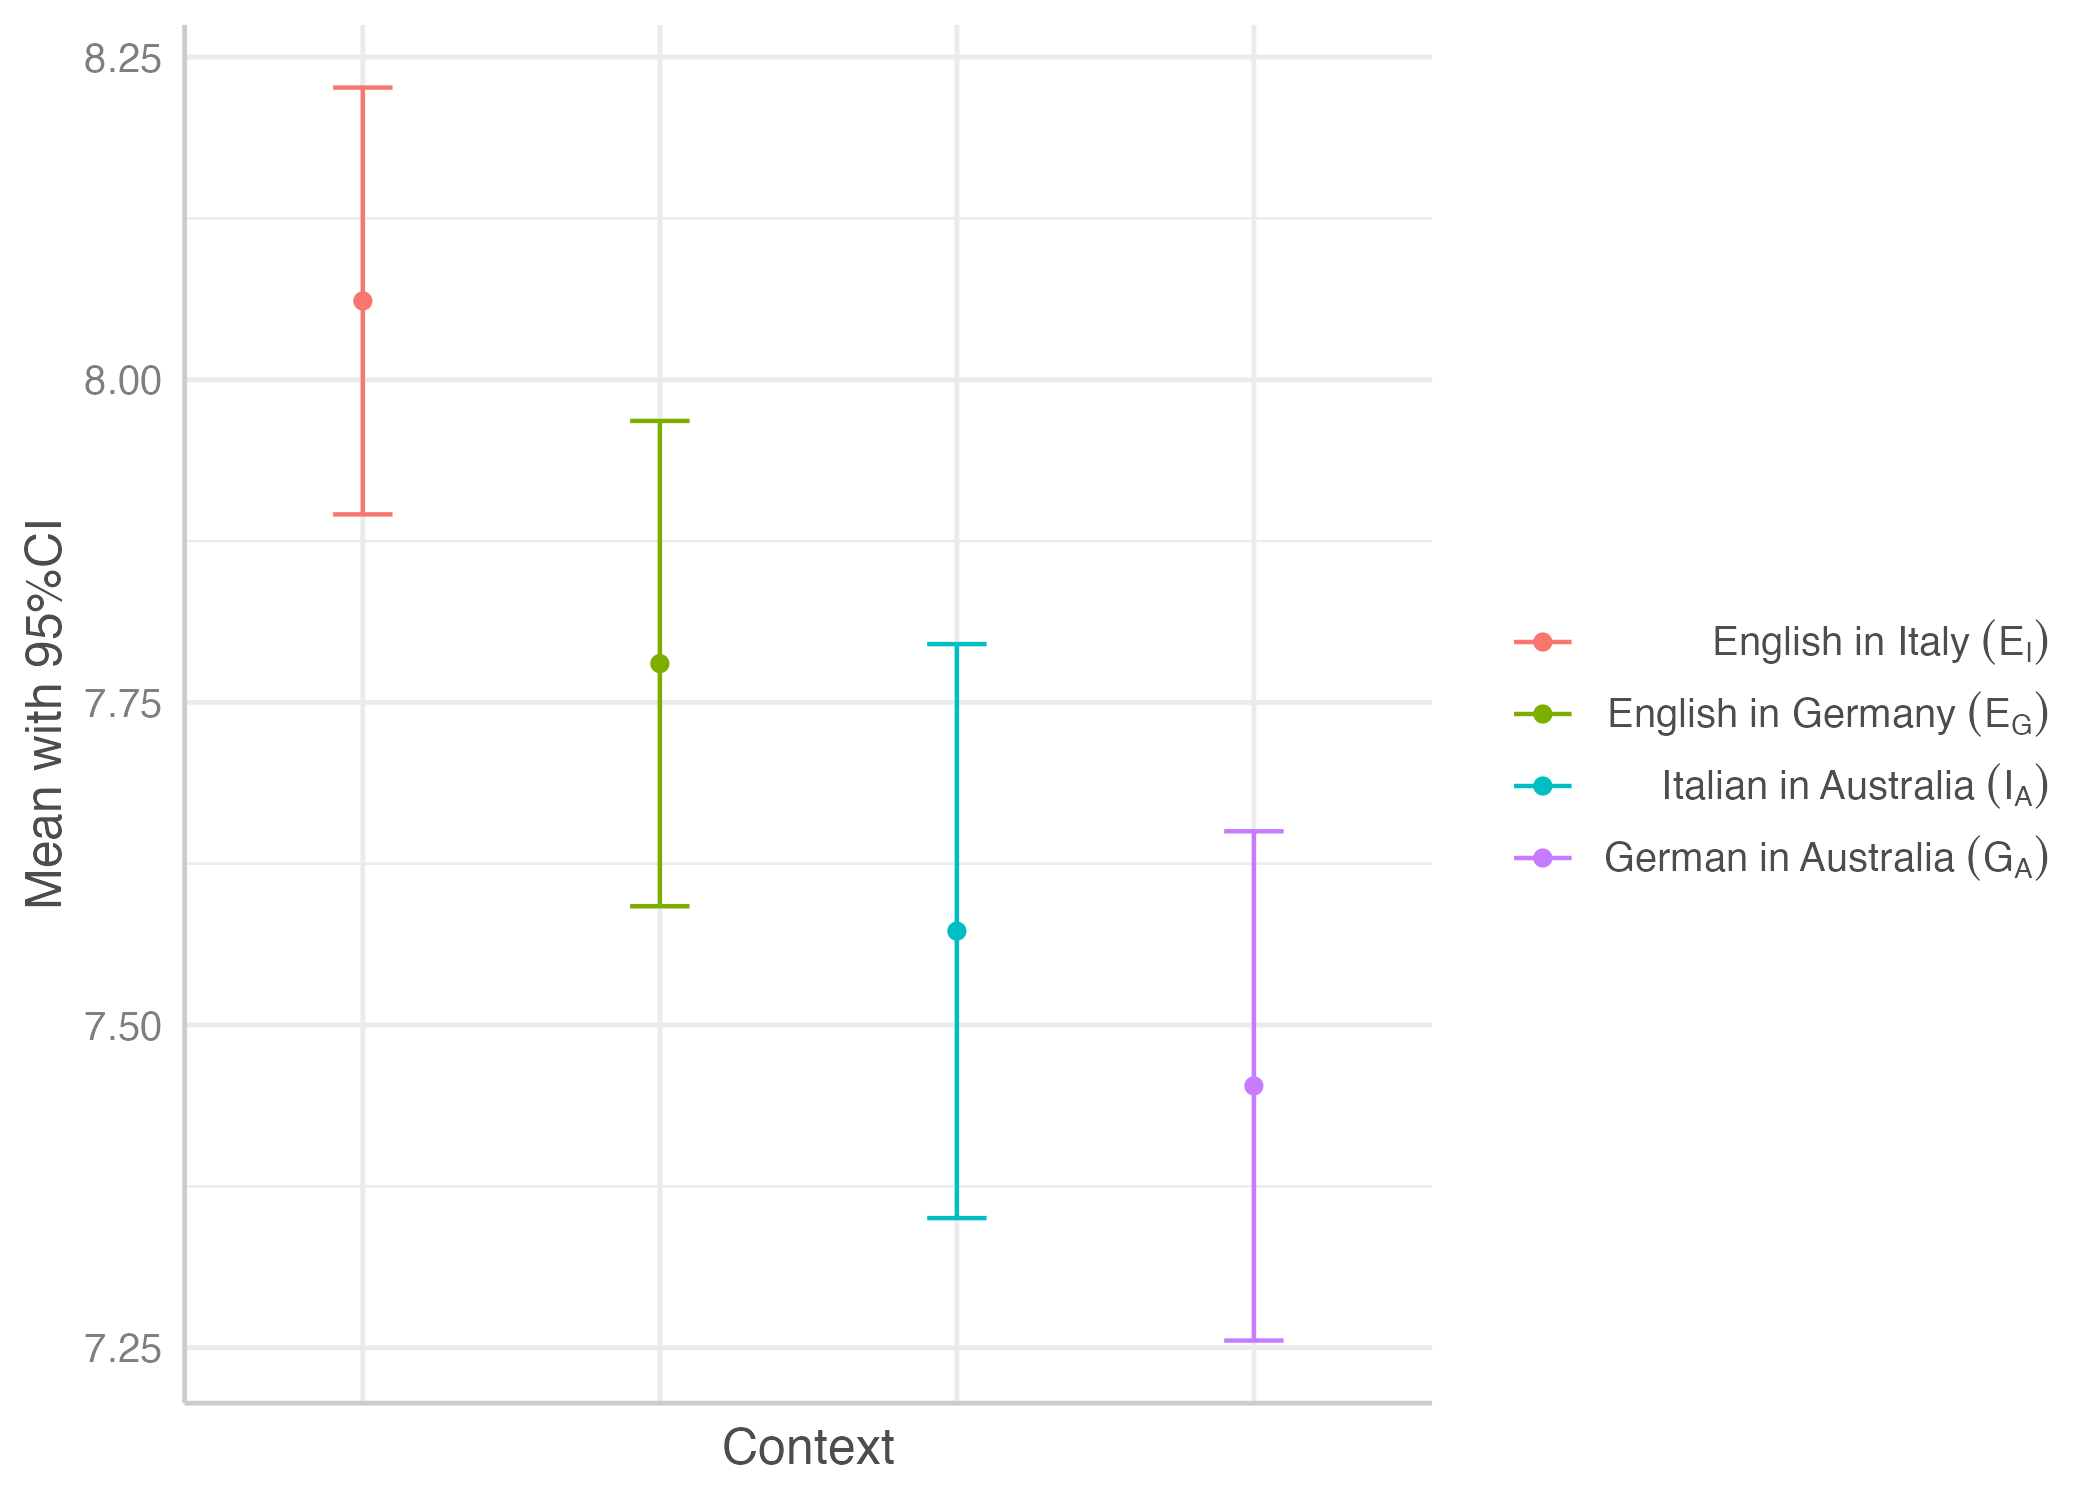 8.25
8.00
7.75
7.50
7.25
Mean with 95%CI
Context
English in Italy (E_I)
English in Germany (E_G)
Italian in Australia (I_A)
German in Australia (G_A)